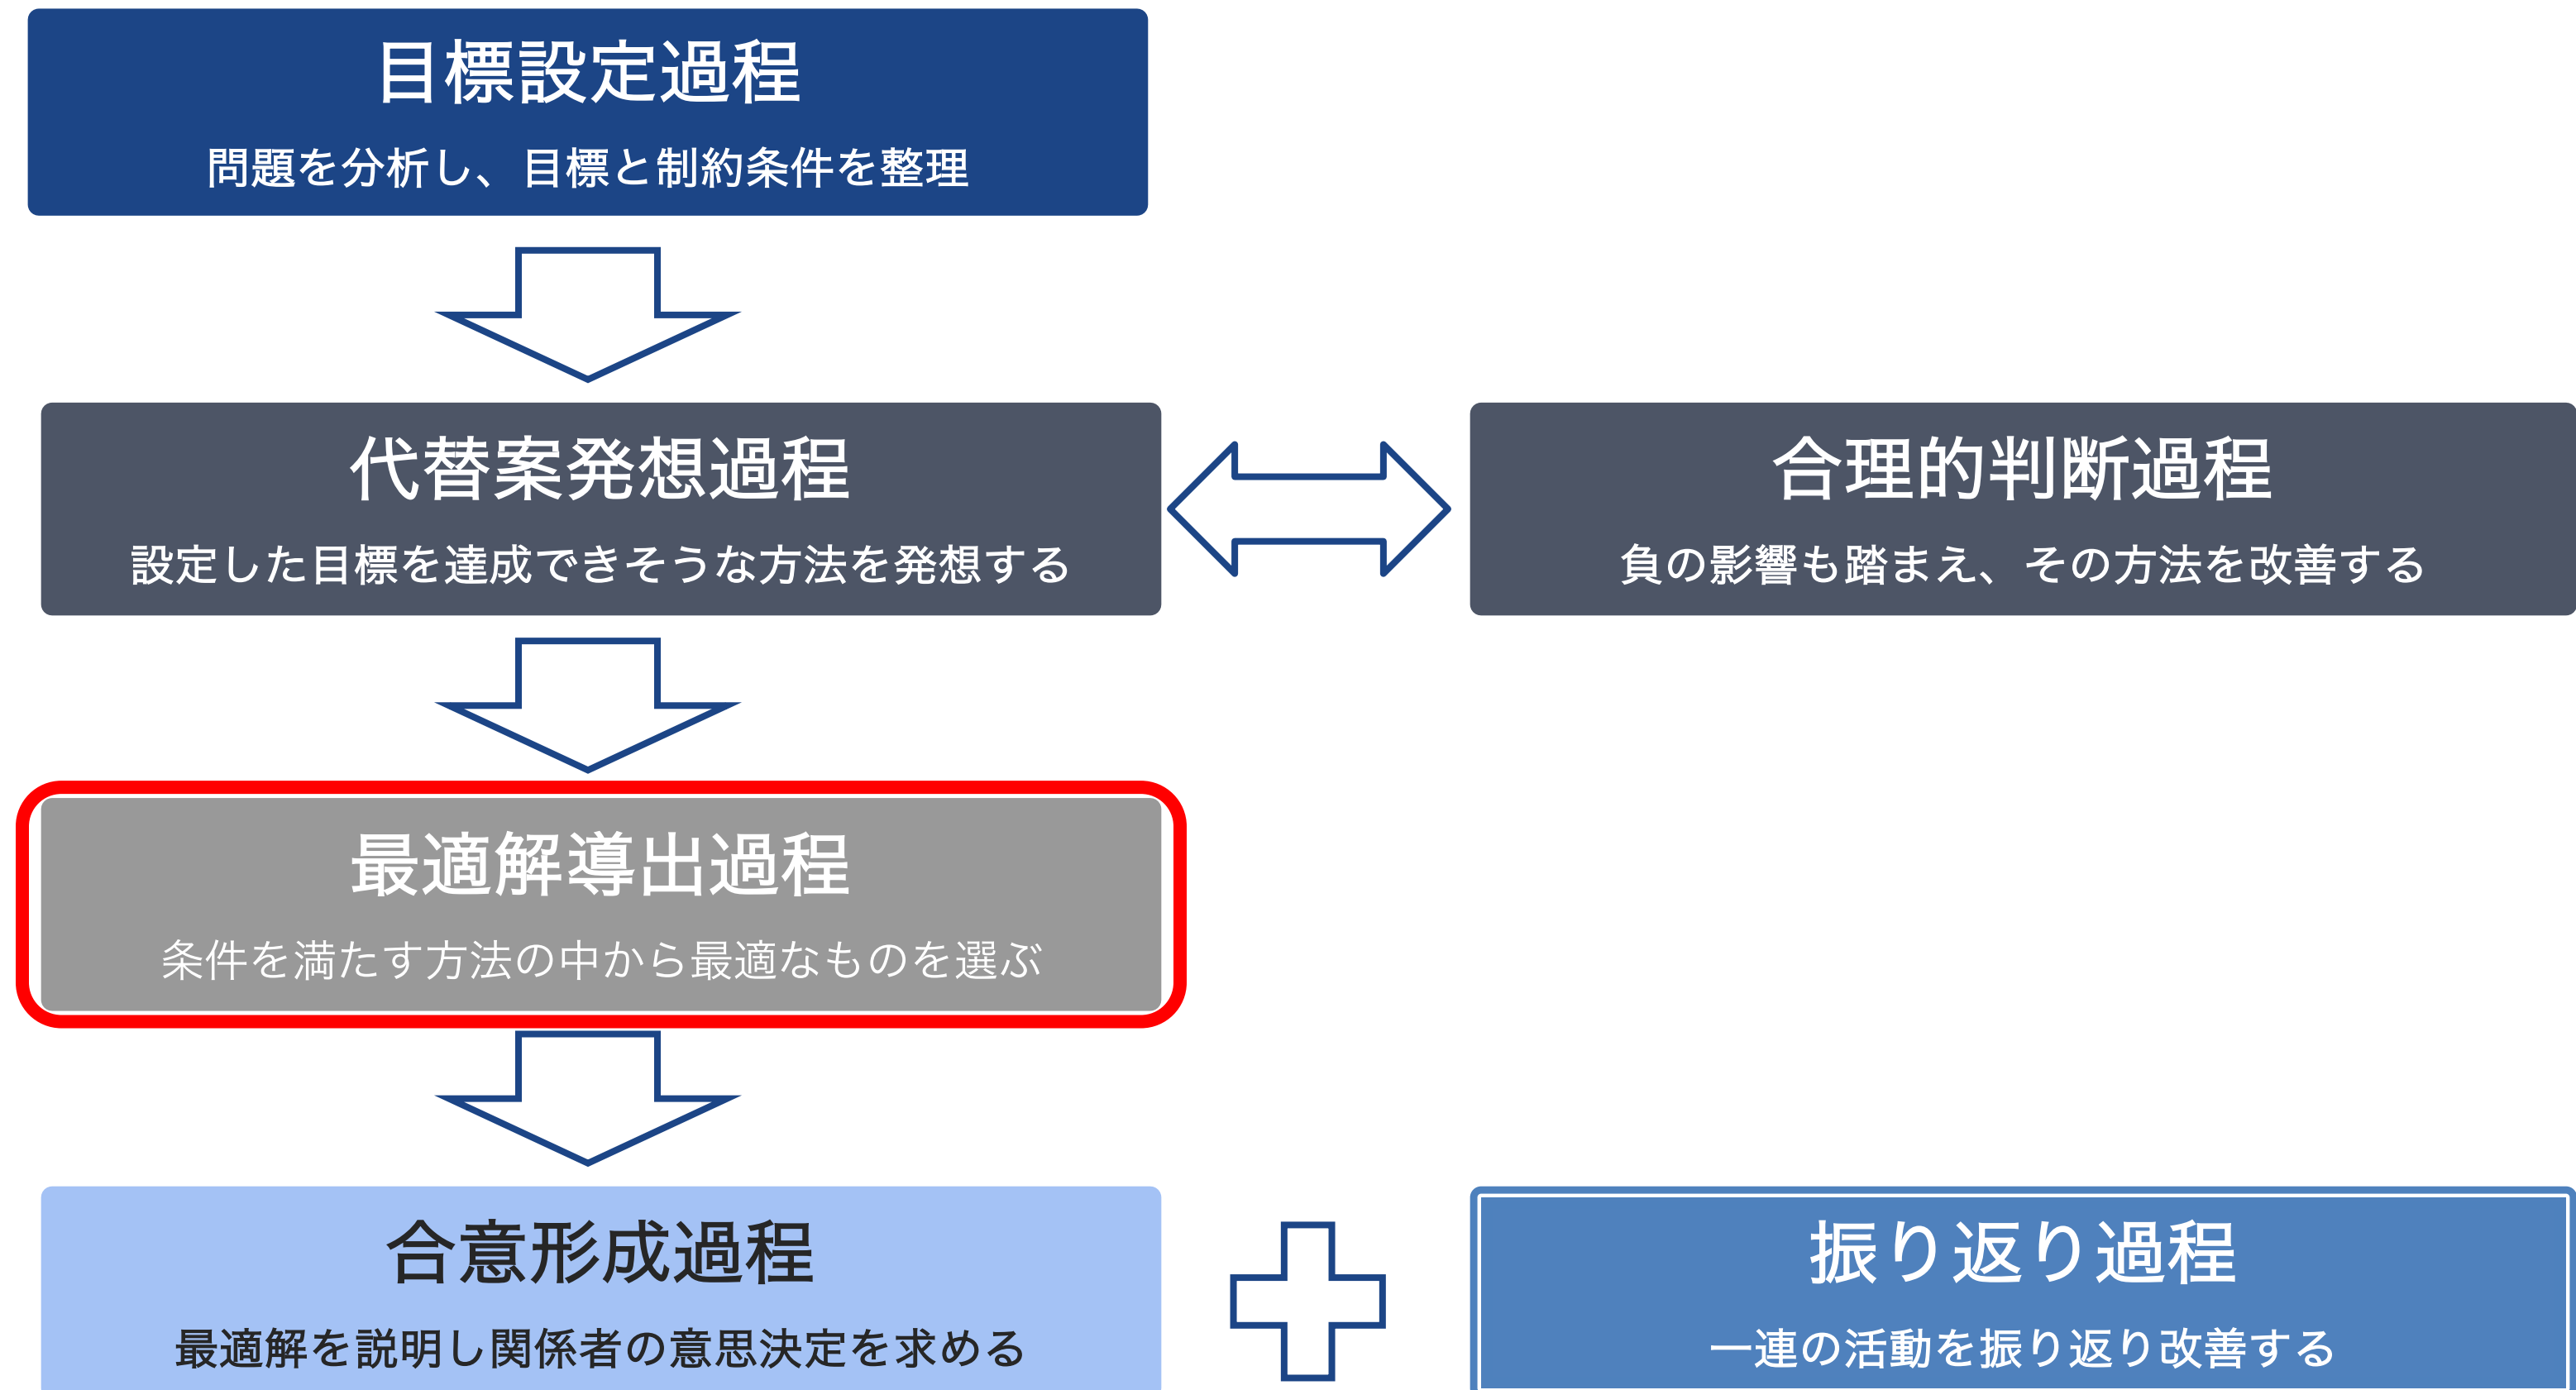 目標設定過程
問題を分析し、目標と制約条件を整理
代替案発想過程
設定した目標を達成できそうな方法を発想する
合理的判断過程
負の影響も踏まえ、その方法を改善する
最適解導出過程
条件を満たす方法の中から最適なものを選ぶ
合意形成過程
最適解を説明し関係者の意思決定を求める
振り返り過程
一連の活動を振り返り改善する